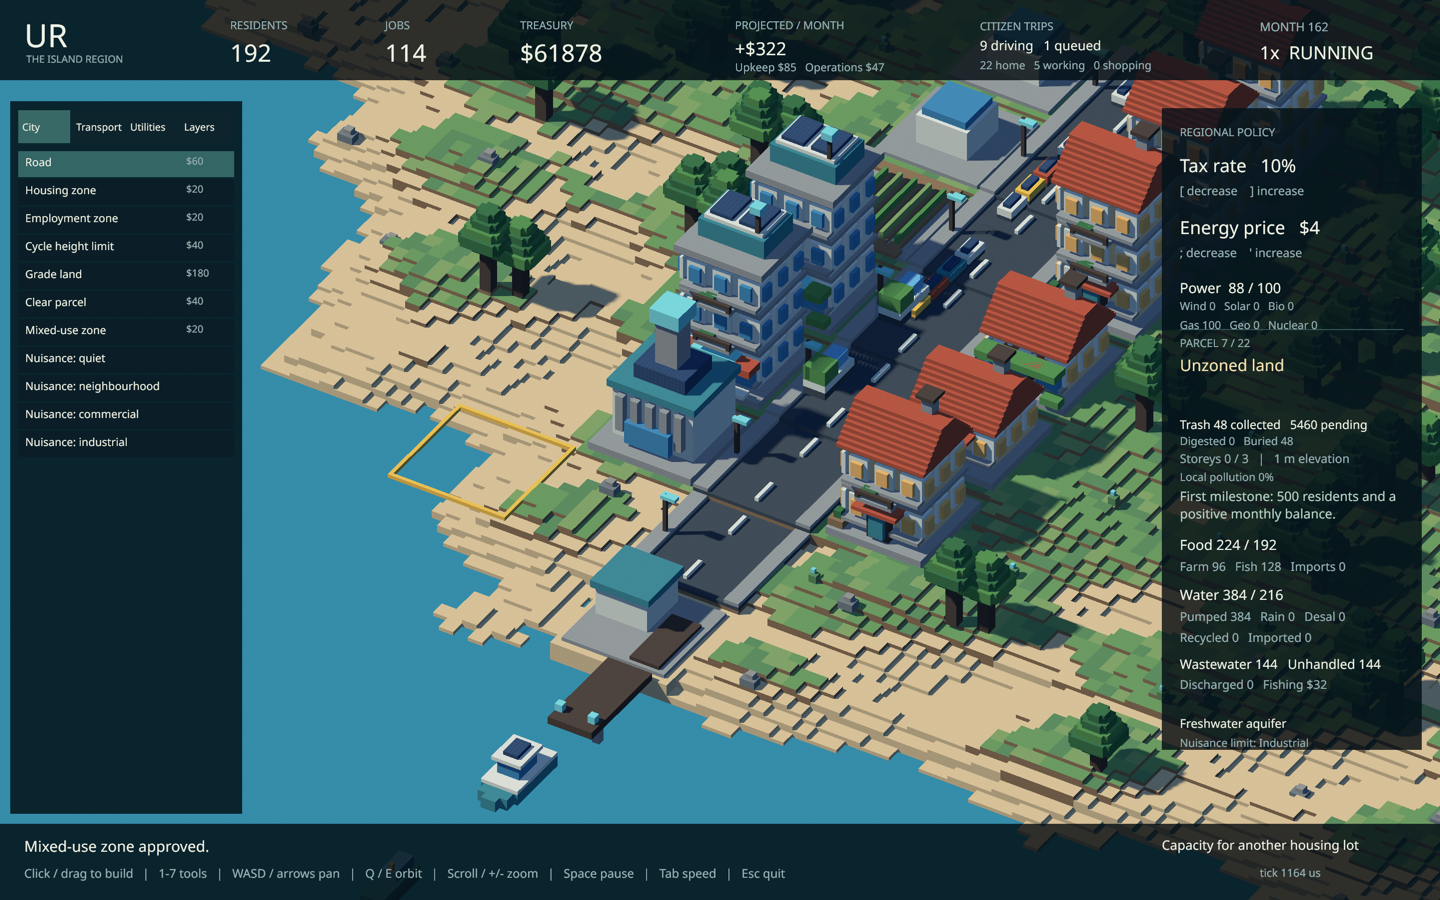 UR
THE ISLAND REGION
RESIDENTS
192
JOBS
114
TREASURY
$61878
PROJECTED / MONTH
+$322
Upkeep $85 Operations $47
CITIZEN TRIPS
9 driving 1 queued
22 home 5 working 0 shopping
MONTH 162
1x RUNNING
City Transport Utilities Layers
Road $60
Housing zone $20
Employment zone $20
Cycle height limit $40
Grade land $180
Clear parcel $40
Mixed-use zone $20
Nuisance: quiet
Nuisance: neighbourhood
Nuisance: commercial
Nuisance: industrial
REGIONAL POLICY
Tax rate 10%
[ decrease ] increase
Energy price $4
; decrease ' increase
Power 88 / 100
Wind 0 Solar 0 Bio 0
Gas 100 Geo 0 Nuclear 0
PARCEL 7 / 22
Unzoned land
Trash 48 collected 5460 pending
Digested 0 Buried 48
Storeys 0 / 3 | 1 m elevation
Local pollution 0%
First milestone: 500 residents and a
positive monthly balance.
Food 224 / 192
Farm 96 Fish 128 Imports 0
Water 384 / 216
Pumped 384 Rain 0 Desal 0
Recycled 0 Imported 0
Wastewater 144 Unhandled 144
Discharged 0 Fishing $32
Freshwater aquifer
Nuisance limit: Industrial
Mixed-use zone approved.
Click / drag to build | 1-7 tools | WASD / arrows pan | Q / E orbit | Scroll / +/- zoom | Space pause | Tab speed | Esc quit
Capacity for another housing lot
tick 1164 us